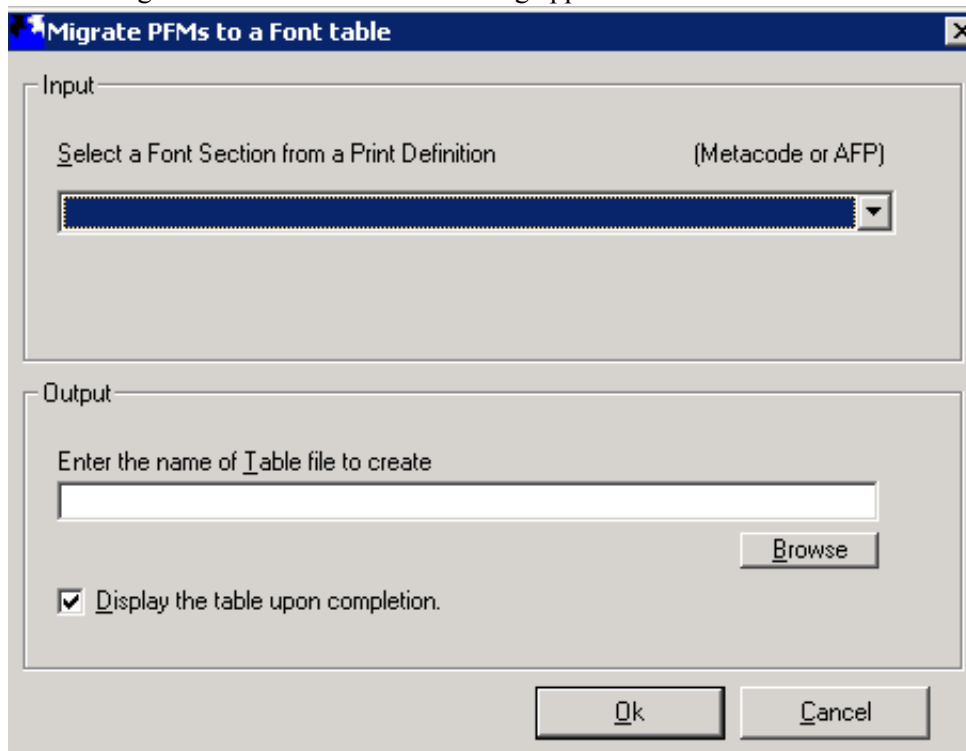 Migrate PFMs to a Font table
Input
Select a Font Section from a Print Definition (Metacode or AFP)
Output
Enter the name of Table file to create
Browse
Display the table upon completion.
Ok Cancel